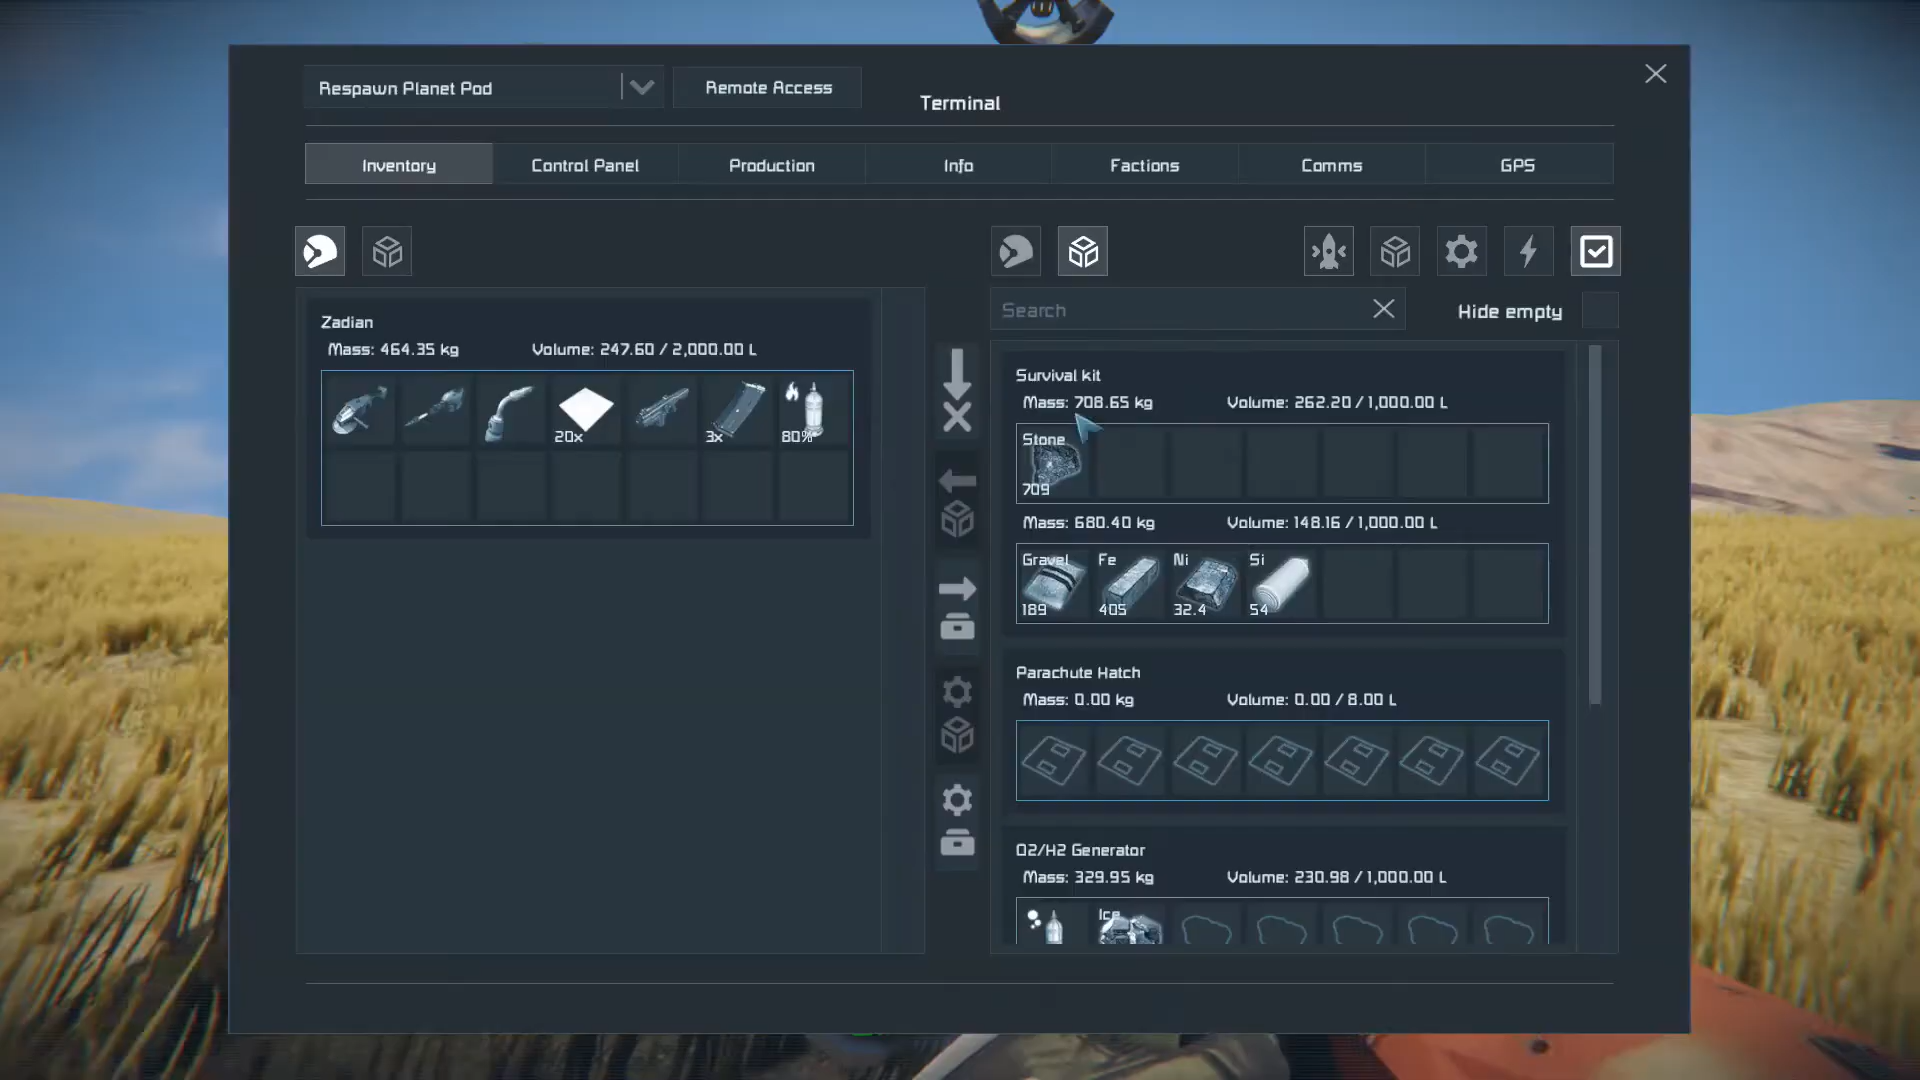 Respawn Planet Pod
Remote Access
Terminal
Inventory
Control Panel
Production
Info
Factions
Comms
GPS
Search
Hide empty
Zadian
Mass: 464.35 kg
Volume: 247.60 / 2,000.00 L
20x
3x
80%
Survival kit
Mass: 708.65 kg
Volume: 262.20 / 1,000.00 L
Stone
709
Mass: 680.40 kg
Volume: 148.16 / 1,000.00 L
Gravel
Fe
Ni
Si
189
405
32.4
54
Parachute Hatch
Mass: 0.00 kg
Volume: 0.00 / 8.00 L
O2/H2 Generator
Mass: 329.95 kg
Volume: 230.98 / 1,000.00 L
Ice